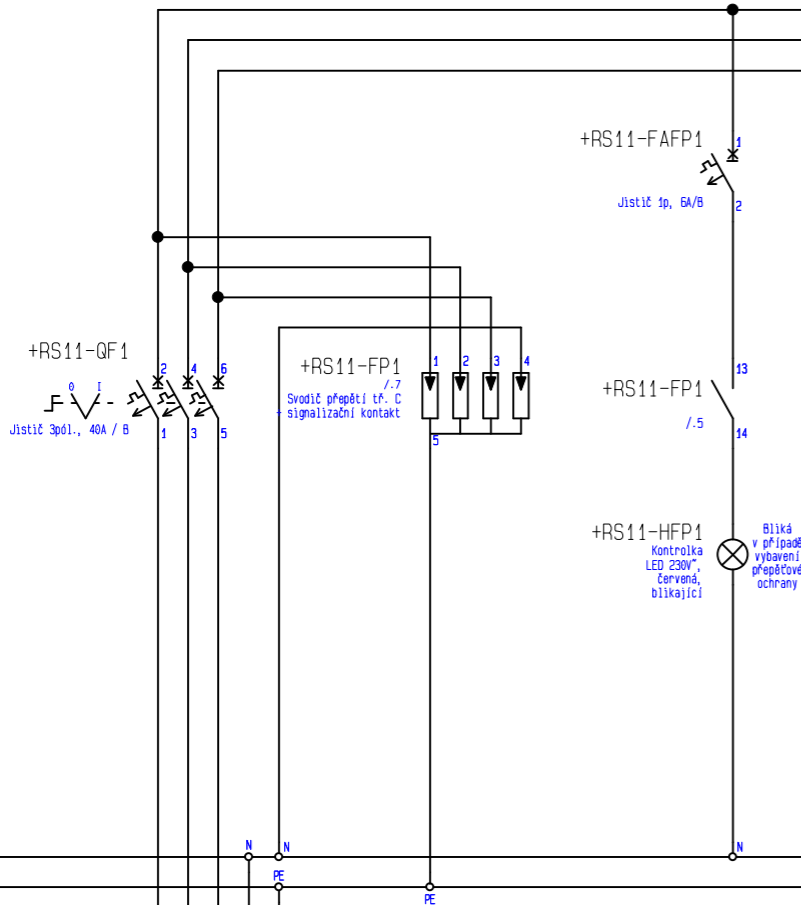 +RS11-FAFP1
1
Jistič 1p, 6A/B
2
+RS11-QF1
2
4
6
0
I
Jistič 3pól., 40A / B
1
3
5
+RS11-FP1
/.7
Svodič přepětí tř. C
+ signalizační kontakt
1
2
3
4
5
13
+RS11-FP1
/.5
14
+RS11-HFP1
Kontrolka
LED 230V~,
červená,
blikající
Bliká
v případě
vybavení
přepěťové
ochrany
N
N
N
PE
PE